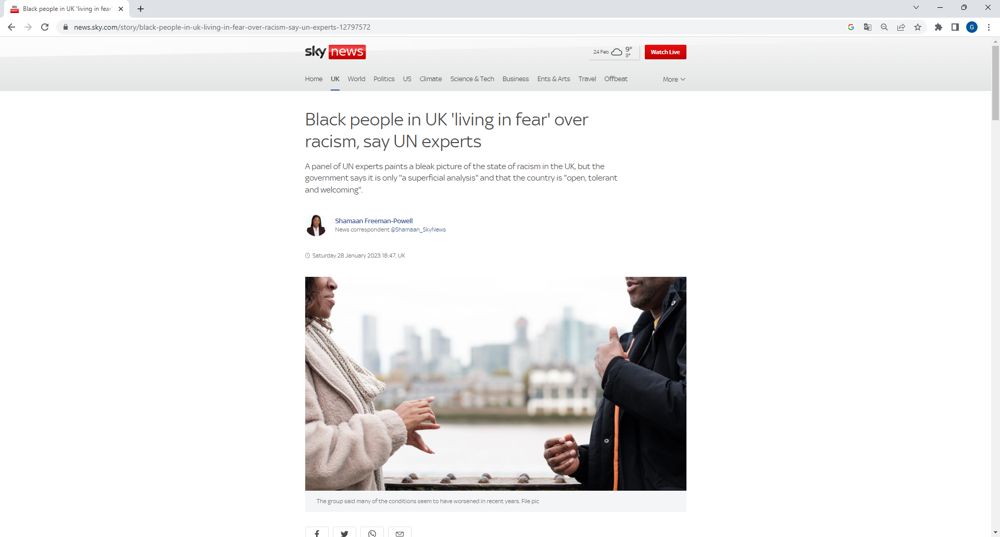 Black people in UK 'living in fear'
news.sky.com/story/black-people-in-uk-living-in-fear-over-racism-say-un-experts-12797572
G
sky news
24 Feb 9° 3°
Watch Live
Home UK World Politics US Climate Science & Tech Business Ents & Arts Travel Offbeat More
Black people in UK 'living in fear' over
racism, say UN experts
A panel of UN experts paints a bleak picture of the state of racism in the UK, but the
government says it is only "a superficial analysis" and that the country is "open, tolerant
and welcoming".
Shamaan Freeman-Powell
News correspondent @Shamaan_SkyNews
Saturday 28 January 2023 18:47, UK
The group said many of the conditions seem to have worsened in recent years. File pic